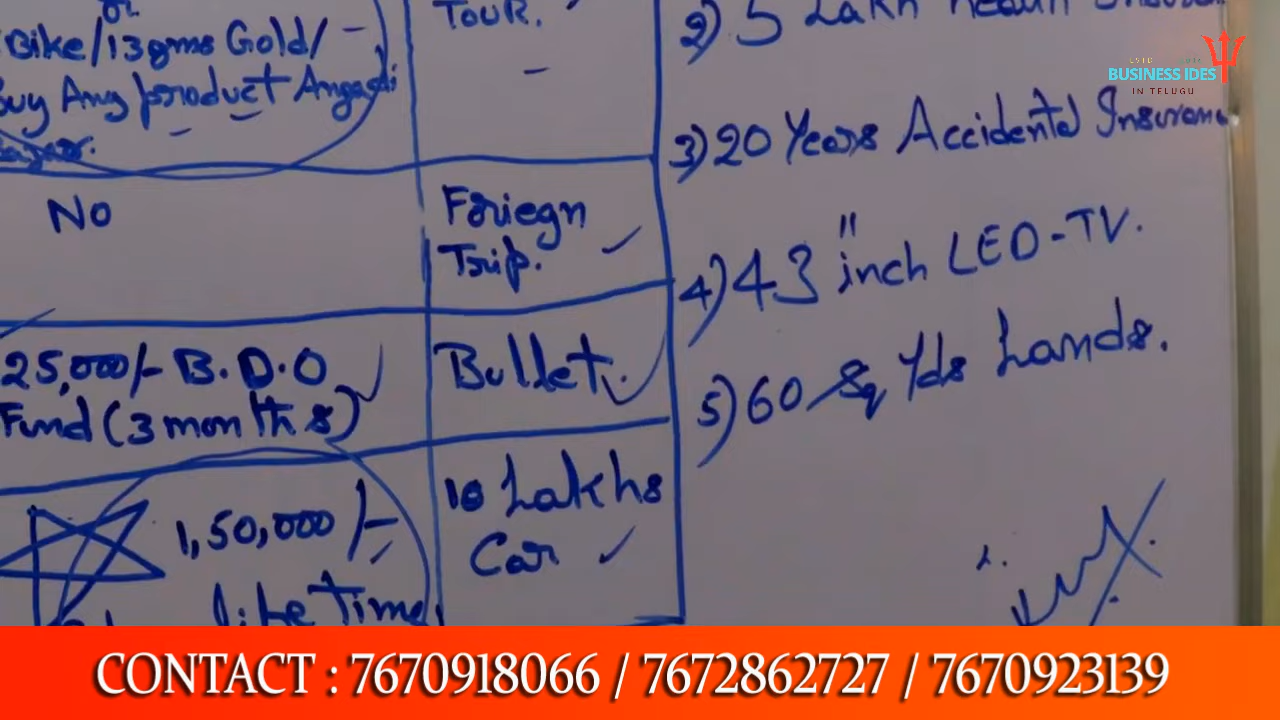 or
Bike/13gms Gold/-
Buy Any product Angadi
TOUR.
NO
Foriegn
Trip.
25,000/- B.D.O
Fund (3 months)
Bullet.
1,50,000/-
life Time
10 Lakhs
Car
2) 5 Lakh Health
3) 20 Years Accidental Insurance
4) 43" inch LED-TV.
5) 60 Sq Yds Lands.
BUSINESS IDES
IN TELUGU
CONTACT : 7670918066 / 7672862727 / 7670923139